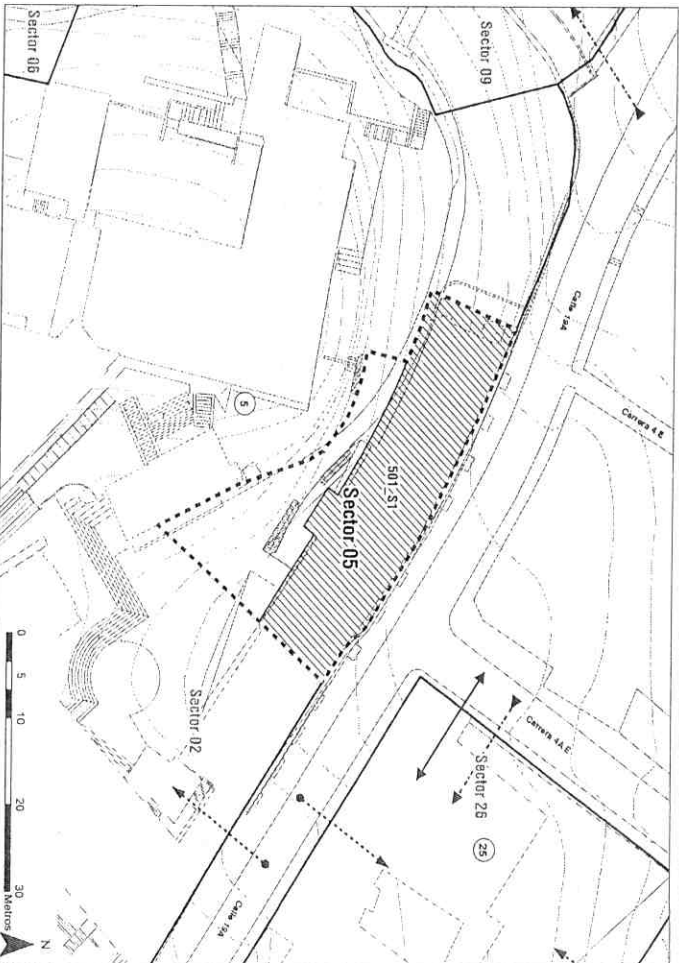 Sector 06
Sector 09
Calle 19A
Carrera 4 E
5
501-S1
Sector 05
Sector 02
Carrera 4A E
Sector 26
25
Calle 19A
0 5 10 20 30
Metros
N